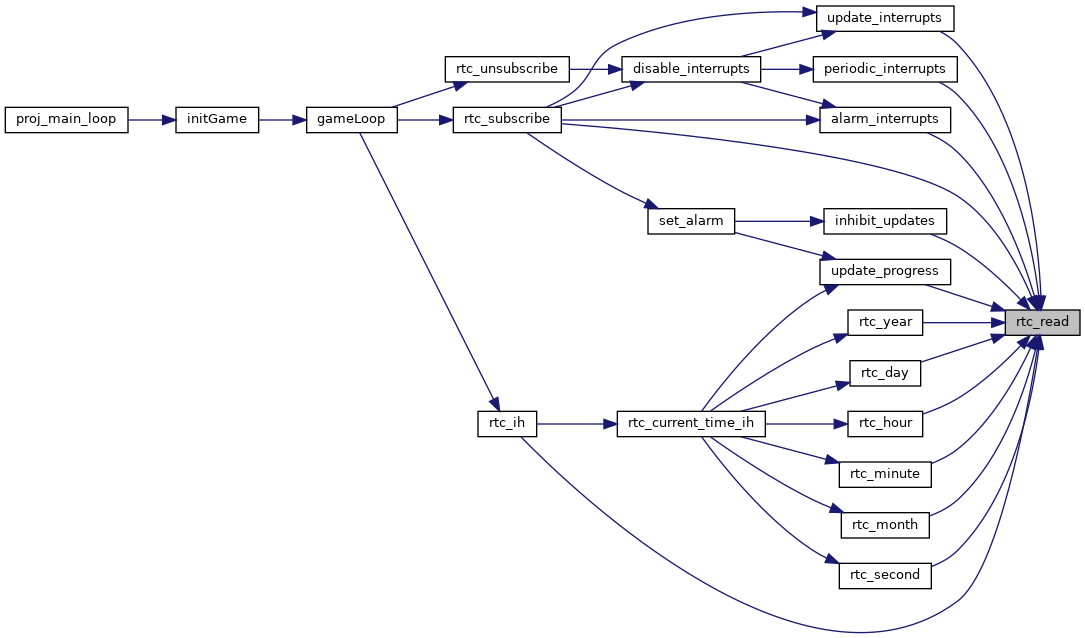 update_interrupts
rtc_unsubscribe
disable_interrupts
periodic_interrupts
proj_main_loop
initGame
gameLoop
rtc_subscribe
alarm_interrupts
set_alarm
inhibit_updates
update_progress
rtc_year
rtc_read
rtc_day
rtc_ih
rtc_current_time_ih
rtc_hour
rtc_minute
rtc_month
rtc_second